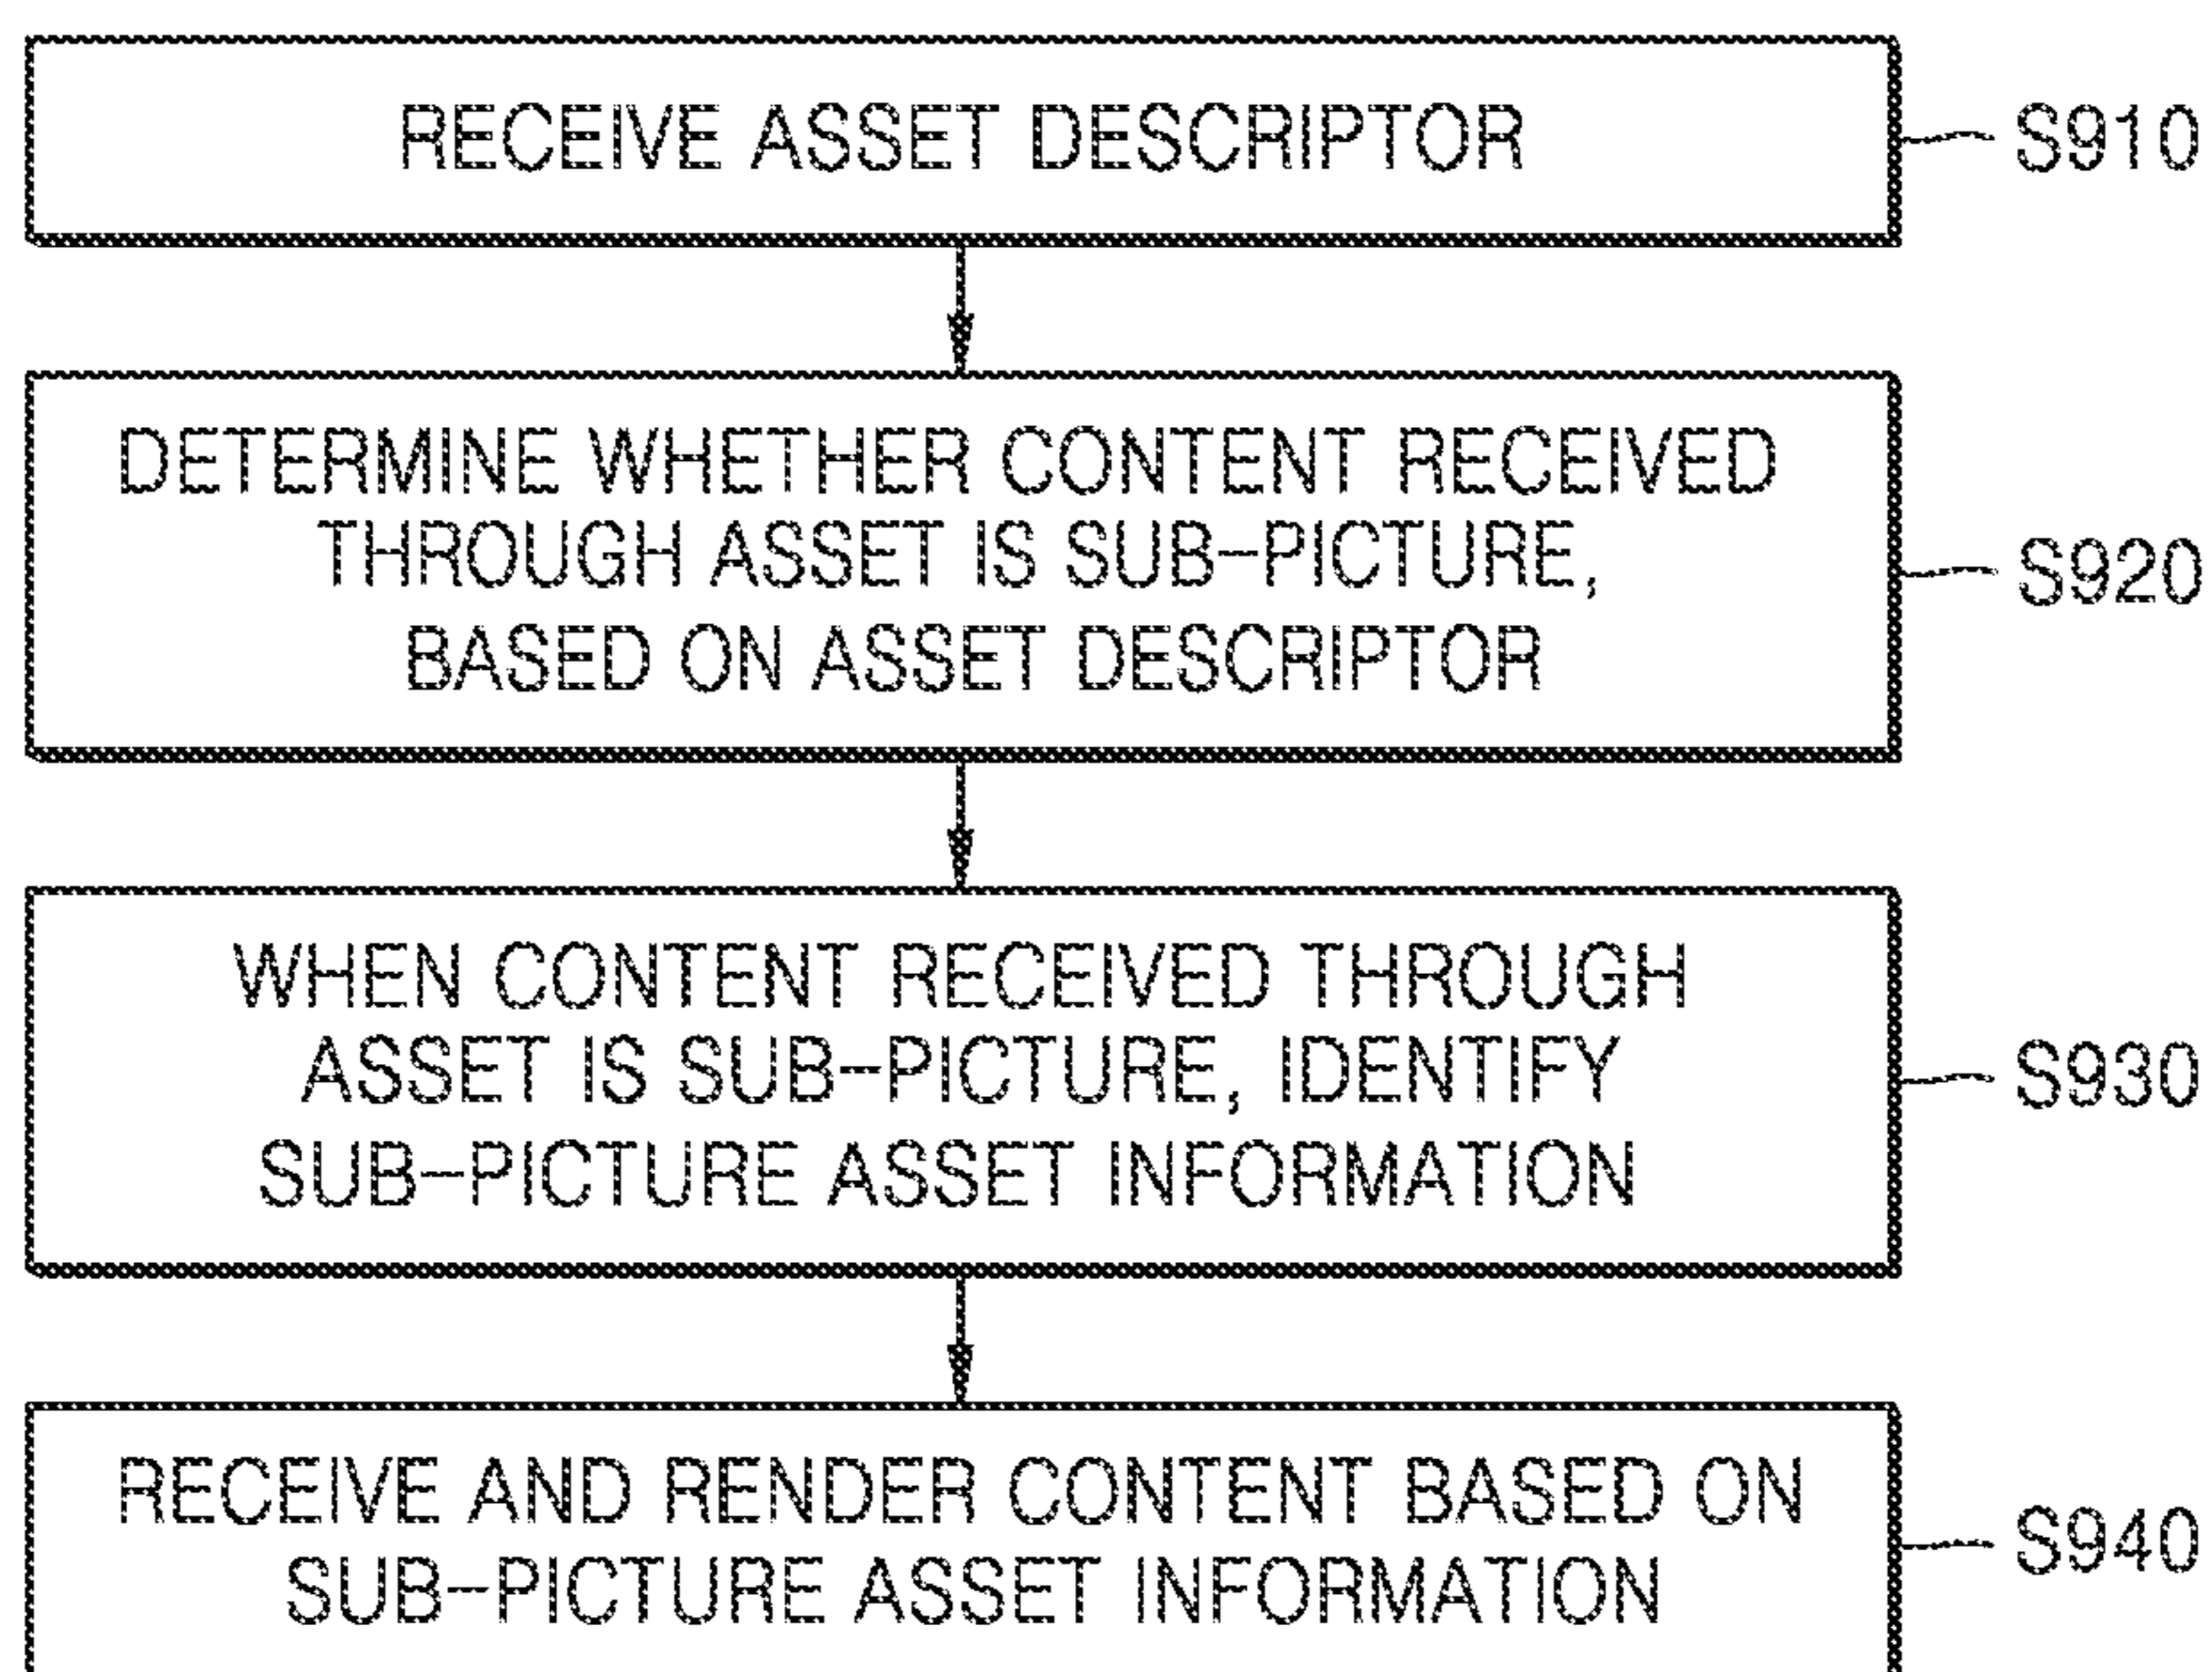 RECEIVE ASSET DESCRIPTOR
S910
DETERMINE WHETHER CONTENT RECEIVED
THROUGH ASSET IS SUB-PICTURE,
BASED ON ASSET DESCRIPTOR
S920
WHEN CONTENT RECEIVED THROUGH
ASSET IS SUB-PICTURE, IDENTIFY
SUB-PICTURE ASSET INFORMATION
S930
RECEIVE AND RENDER CONTENT BASED ON
SUB-PICTURE ASSET INFORMATION
S940